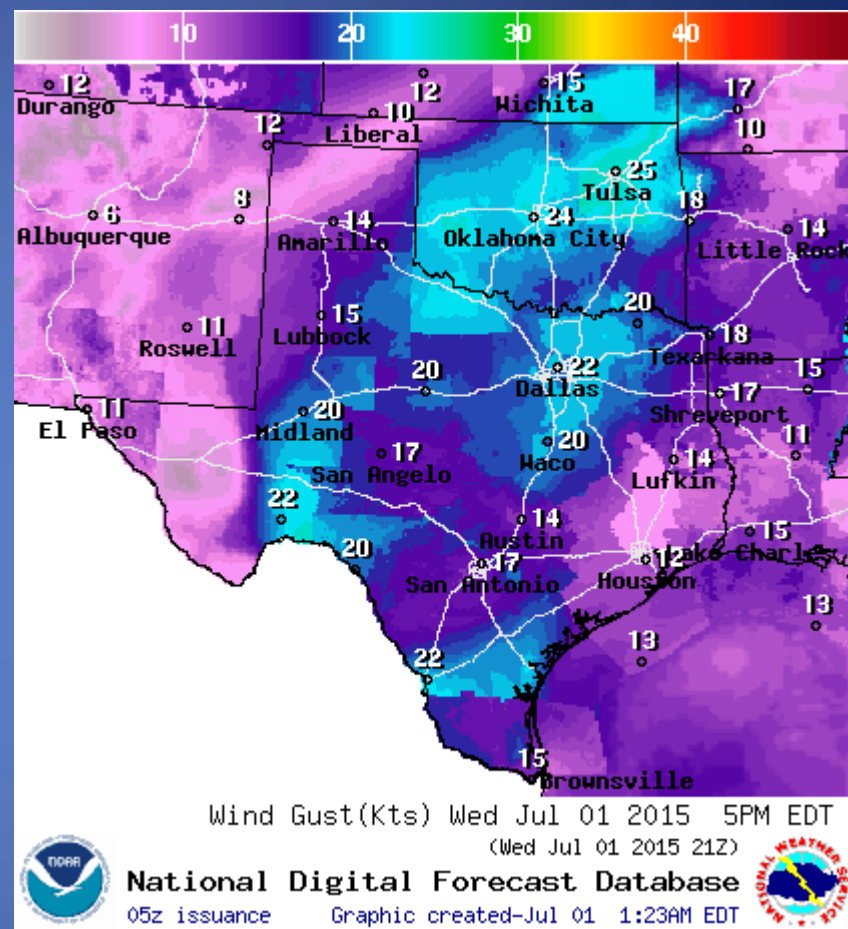 10 20 30 40
12 12 15 17
Durango Wichita
12 10 10
Liberal
25
Tulsa
6 8 14 24 18 14
Albuquerque Amarillo Oklahoma City Little Rock
11 15 20 18
Roswell Lubbock Texarkana
22
Dallas
11 20 20 17 15
El Paso Midland Shreveport
17 20 14 11
San Angelo Waco Lufkin
22 14 15
Austin Lake Charles
20 17 12
San Antonio Houston
13
13
22
15
Brownsville
Wind Gust(Kts) Wed Jul 01 2015 5PM EDT
(Wed Jul 01 2015 21Z)
National Digital Forecast Database
05z issuance Graphic created-Jul 01 1:23AM EDT
NOAA
NATIONAL WEATHER SERVICE